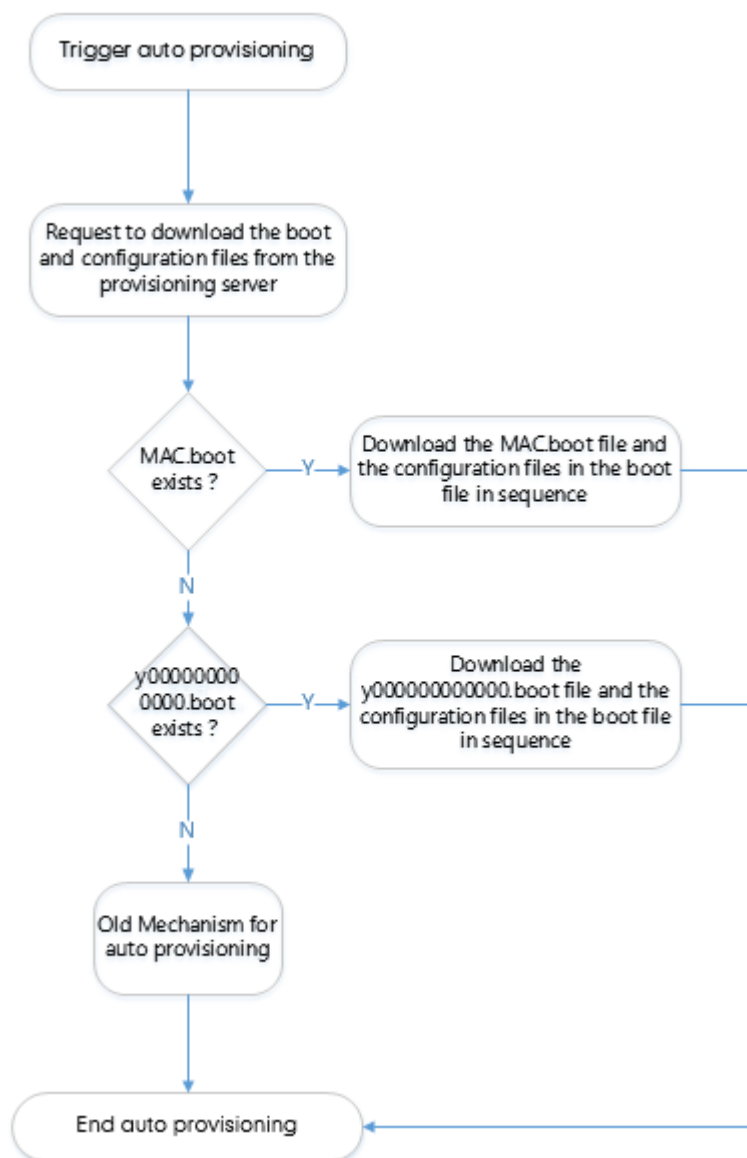 Trigger auto provisioning
Request to download the boot
and configuration files from the
provisioning server
MAC.boot
exists ?
Y
Download the MAC.boot file and
the configuration files in the boot
file in sequence
N
y00000000
0000.boot
exists ?
Y
Download the
y000000000000.boot file and the
configuration files in the boot file
in sequence
N
Old Mechanism for
auto provisioning
End auto provisioning